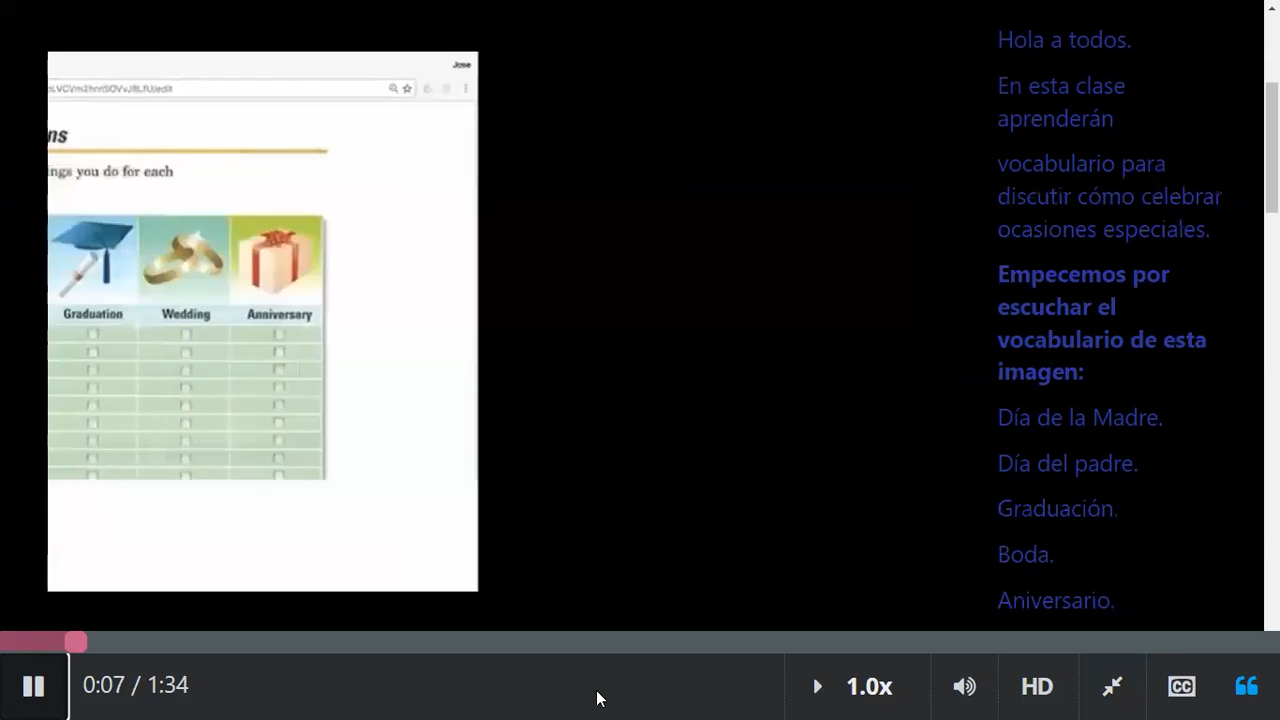 Jose
ns
ings you do for each
Graduation Wedding Anniversary
Hola a todos.
En esta clase
aprenderán
vocabulario para
discutir cómo celebrar
ocasiones especiales.
Empecemos por
escuchar el
vocabulario de esta
imagen:
Día de la Madre.
Día del padre.
Graduación.
Boda.
Aniversario.
0:07 / 1:34
1.0x
HD
CC